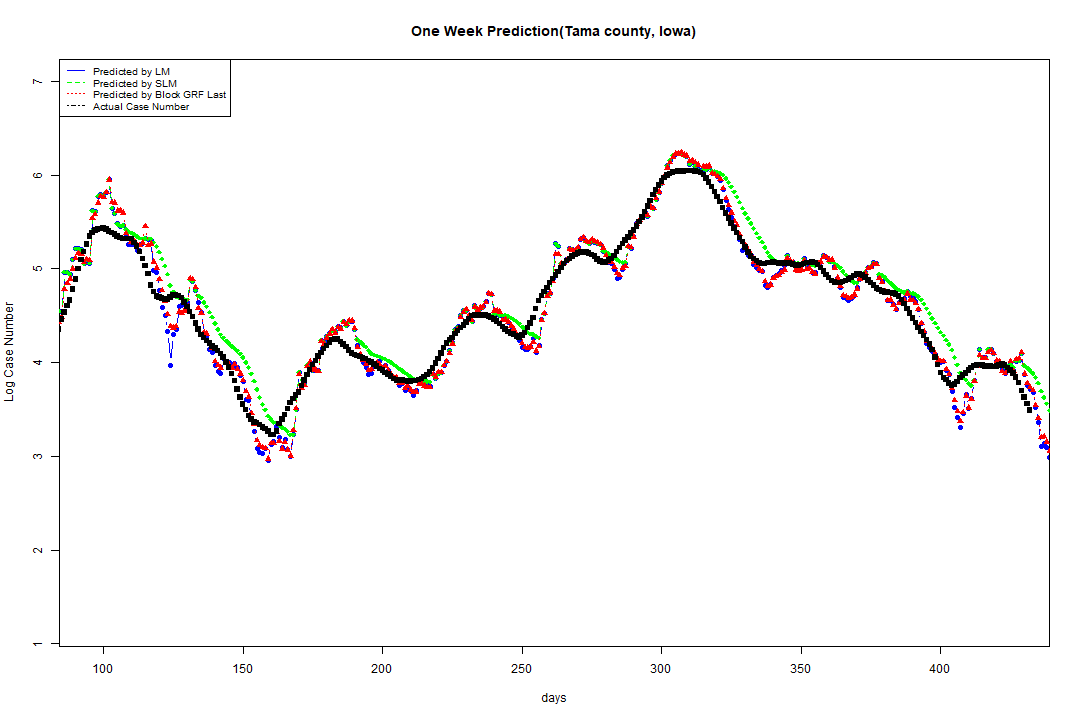 One Week Prediction(Tama county, Iowa)
Predicted by LM
Predicted by SLM
Predicted by Block GRF Last
Actual Case Number
7
6
5
4
3
2
1
Log Case Number
100 150 200 250 300 350 400
days